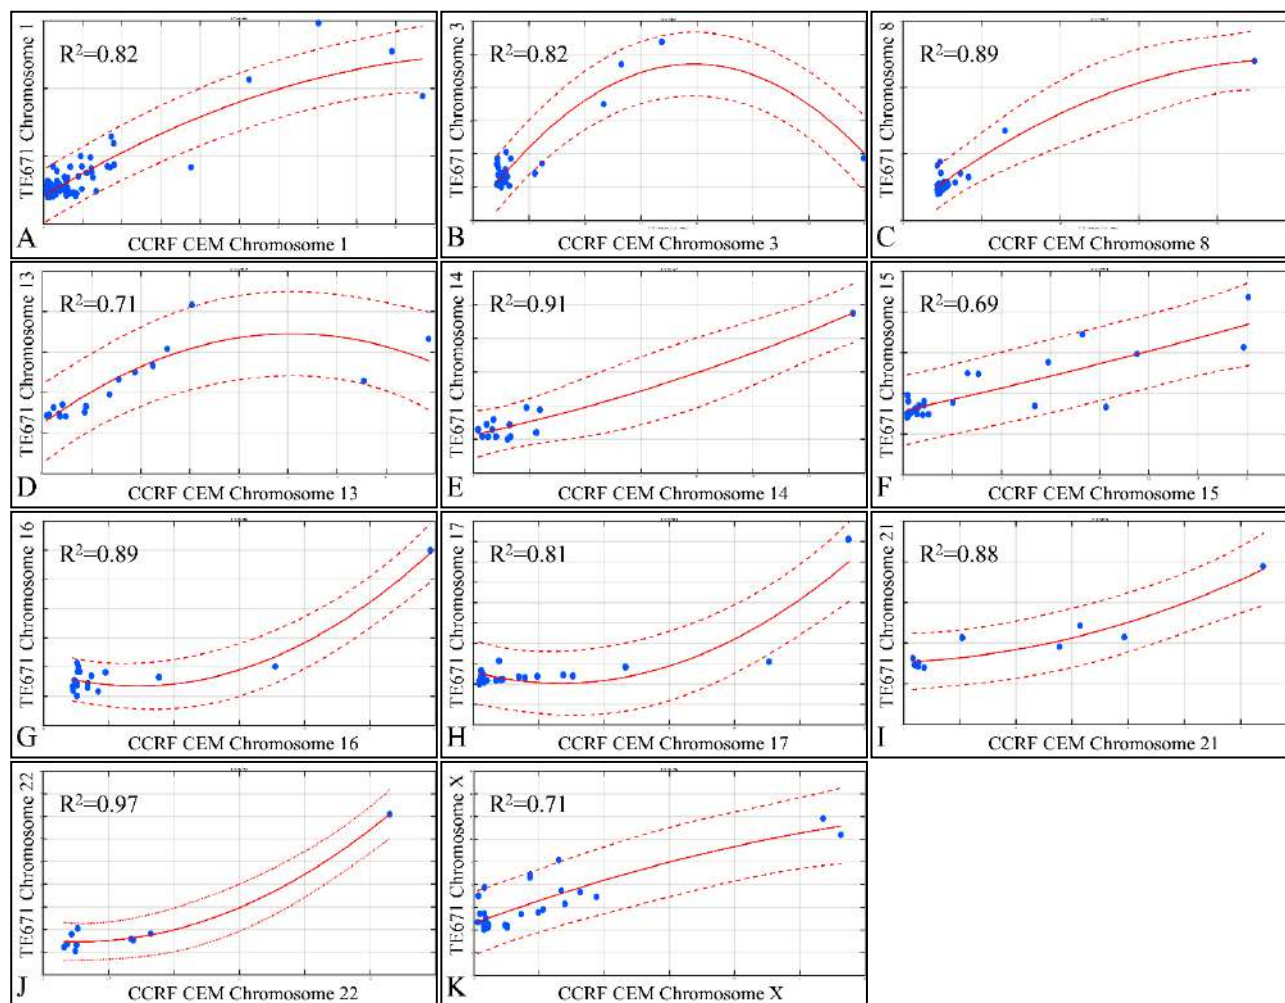 R²=0.82
TE671 Chromosome 1
A
CCRF CEM Chromosome 1
R²=0.82
TE671 Chromosome 3
B
CCRF CEM Chromosome 3
R²=0.89
TE671 Chromosome 8
C
CCRF CEM Chromosome 8
R²=0.71
TE671 Chromosome 13
D
CCRF CEM Chromosome 13
R²=0.91
TE671 Chromosome 14
E
CCRF CEM Chromosome 14
R²=0.69
TE671 Chromosome 15
F
CCRF CEM Chromosome 15
R²=0.89
TE671 Chromosome 16
G
CCRF CEM Chromosome 16
R²=0.81
TE671 Chromosome 17
H
CCRF CEM Chromosome 17
R²=0.88
TE671 Chromosome 21
I
CCRF CEM Chromosome 21
R²=0.97
TE671 Chromosome 22
J
CCRF CEM Chromosome 22
R²=0.71
TE671 Chromosome X
K
CCRF CEM Chromosome X